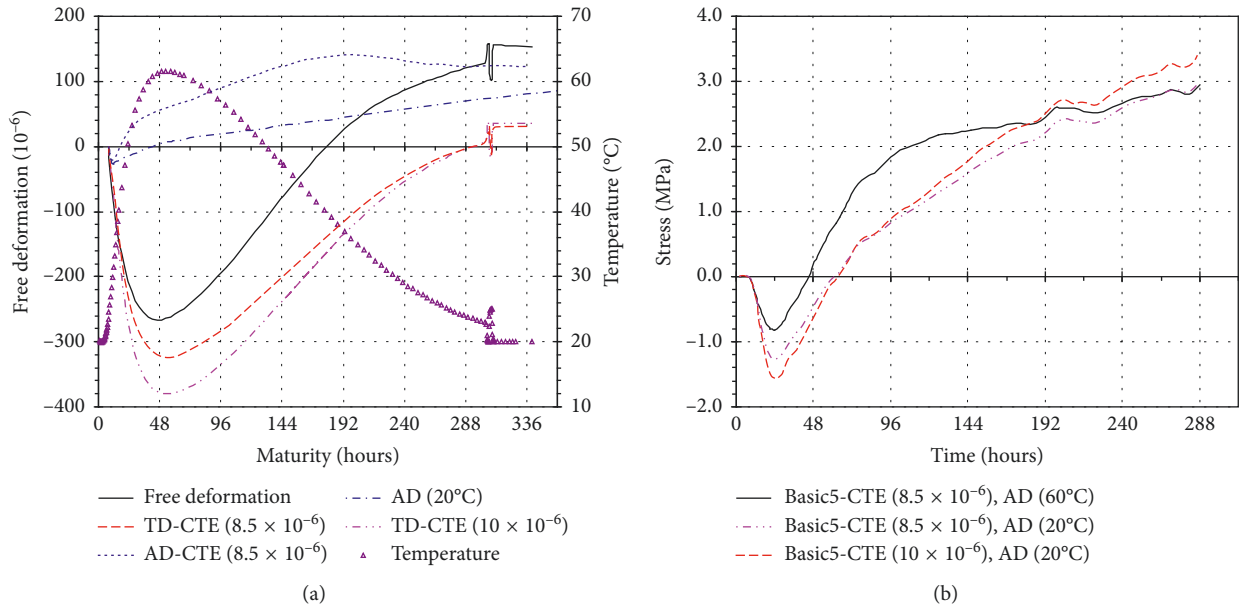 200
100
0
−100
−200
−300
−400
Free deformation (10⁻⁶)
70
60
50
40
30
20
10
Temperature (°C)
0 48 96 144 192 240 288 336
Maturity (hours)
Free deformation
TD-CTE (8.5 × 10⁻⁶)
AD-CTE (8.5 × 10⁻⁶)
AD (20°C)
TD-CTE (10 × 10⁻⁶)
Temperature
(a)
4.0
3.0
2.0
1.0
0.0
−1.0
−2.0
Stress (MPa)
0 48 96 144 192 240 288
Time (hours)
Basic5-CTE (8.5 × 10⁻⁶), AD (60°C)
Basic5-CTE (8.5 × 10⁻⁶), AD (20°C)
Basic5-CTE (10 × 10⁻⁶), AD (20°C)
(b)